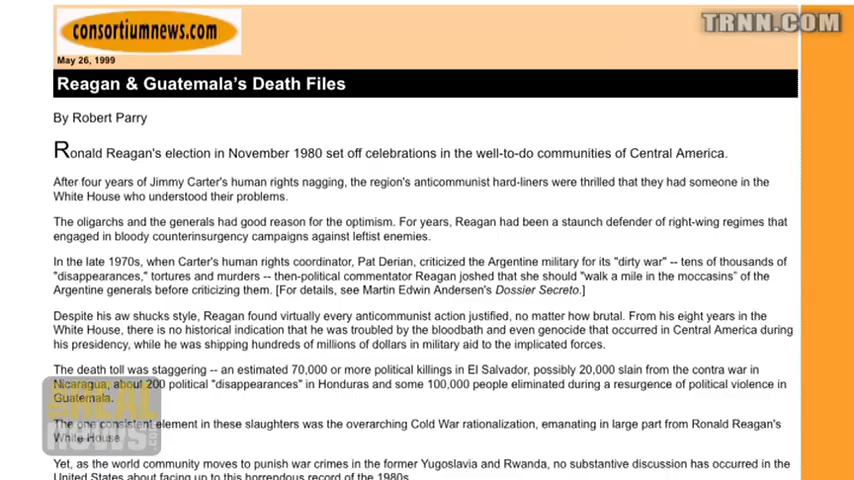 consortiumnews.com
TRNN.COM
May 26, 1999
Reagan & Guatemala's Death Files
By Robert Parry
Ronald Reagan's election in November 1980 set off celebrations in the well-to-do communities of Central America.
After four years of Jimmy Carter's human rights nagging, the region's anticommunist hard-liners were thrilled that they had someone in the
White House who understood their problems.
The oligarchs and the generals had good reason for the optimism. For years, Reagan had been a staunch defender of right-wing regimes that
engaged in bloody counterinsurgency campaigns against leftist enemies.
In the late 1970s, when Carter's human rights coordinator, Pat Derian, criticized the Argentine military for its "dirty war" -- tens of thousands of
"disappearances," tortures and murders -- then-political commentator Reagan joshed that she should "walk a mile in the moccasins" of the
Argentine generals before criticizing them. [For details, see Martin Edwin Andersen's Dossier Secreto.]
Despite his aw shucks style, Reagan found virtually every anticommunist action justified, no matter how brutal. From his eight years in the
White House, there is no historical indication that he was troubled by the bloodbath and even genocide that occurred in Central America during
his presidency, while he was shipping hundreds of millions of dollars in military aid to the implicated forces.
The death toll was staggering -- an estimated 70,000 or more political killings in El Salvador, possibly 20,000 slain from the contra war in
Nicaragua, about 200 political "disappearances" in Honduras and some 100,000 people eliminated during a resurgence of political violence in
Guatemala.
The one consistent element in these slaughters was the overarching Cold War rationalization, emanating in large part from Ronald Reagan's
White House.
Yet, as the world community moves to punish war crimes in the former Yugoslavia and Rwanda, no substantive discussion has occurred in the
United States about facing up to this horrendous record of the 1980s.
THE REAL
NEWS.COM